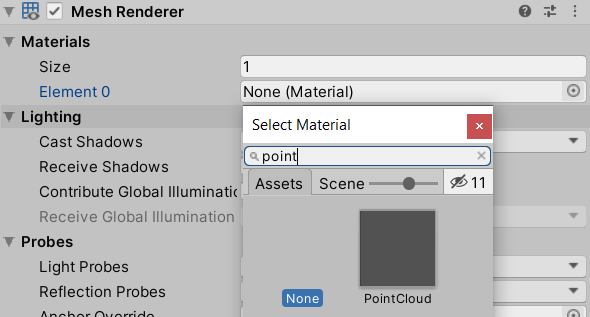 Mesh Renderer
Materials
Size 1
Element 0 None (Material)
Lighting
Select Material
Cast Shadows
point
Receive Shadows
Assets Scene 11
Contribute Global Illuminatio
Receive Global Illumination
Probes
Light Probes
Reflection Probes
None PointCloud
Anchor Override